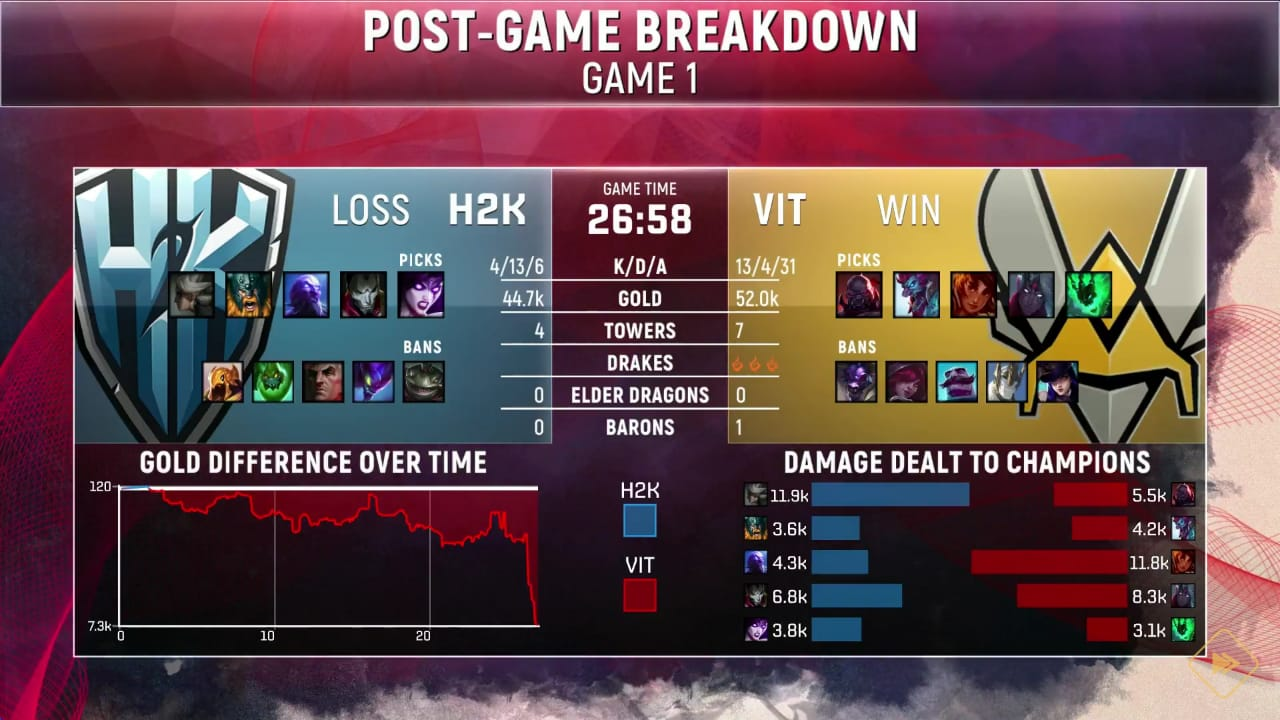 POST-GAME BREAKDOWN
GAME 1
LOSS H2K
GAME TIME
26:58
VIT WIN
PICKS
4/13/6 K/D/A 13/4/31
PICKS
44.7k GOLD 52.0k
4 TOWERS 7
BANS
BANS
DRAKES
0 ELDER DRAGONS 0
0 BARONS 1
GOLD DIFFERENCE OVER TIME
120
7.3k
0 10 20
H2K
VIT
DAMAGE DEALT TO CHAMPIONS
11.9k 5.5k
3.6k 4.2k
4.3k 11.8k
6.8k 8.3k
3.8k 3.1k